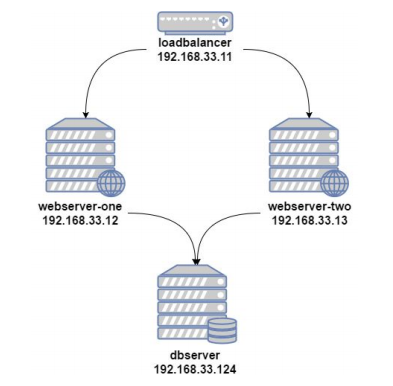 loadbalancer
192.168.33.11
webserver-one
192.168.33.12
webserver-two
192.168.33.13
dbserver
192.168.33.124